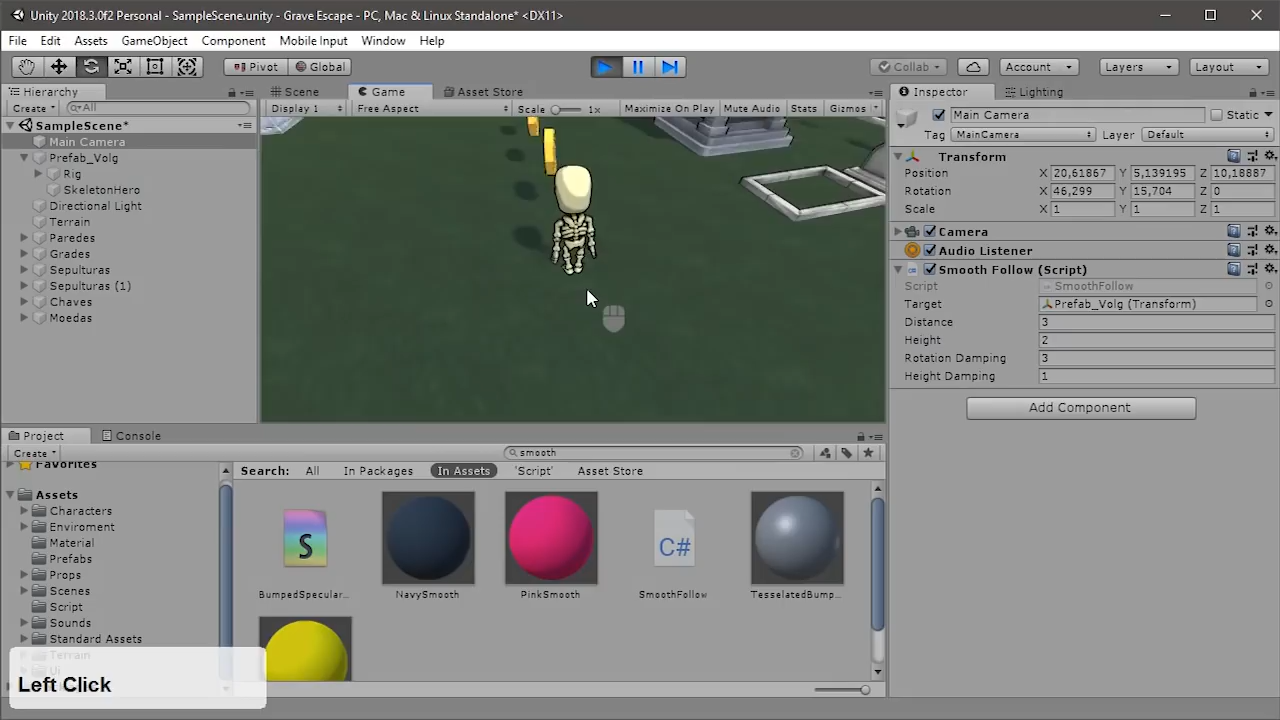 Unity 2018.3.0f2 Personal - SampleScene.unity - Grave Escape - PC, Mac & Linux Standalone* <DX11>
File Edit Assets GameObject Component Mobile Input Window Help
Pivot Global Collab Account Layers Layout
Hierarchy
Create All
SampleScene*
Main Camera
Prefab_Volg
Rig
SkeletonHero
Directional Light
Terrain
Paredes
Grades
Sepulturas
Sepulturas (1)
Chaves
Moedas
Scene Game Asset Store
Display 1 Free Aspect Scale 1x Maximize On Play Mute Audio Stats Gizmos
Inspector Lighting
Main Camera Static
Tag MainCamera Layer Default
Transform
Position X 20,61867 Y 5,139195 Z 10,18887
Rotation X 46,299 Y 15,704 Z 0
Scale X 1 Y 1 Z 1
Camera
Audio Listener
Smooth Follow (Script)
Script SmoothFollow
Target Prefab_Volg (Transform)
Distance 3
Height 2
Rotation Damping 3
Height Damping 1
Add Component
Project Console
Create smooth
Search: All In Packages In Assets 'Script' Asset Store
Favorites
Assets
Characters
Enviroment
Material
Prefabs
Props
Scenes
Script
Sounds
Standard Assets
Terrain
Ui
S
C#
BumpedSpecular... NavySmooth PinkSmooth SmoothFollow TesselatedBump...
Left Click